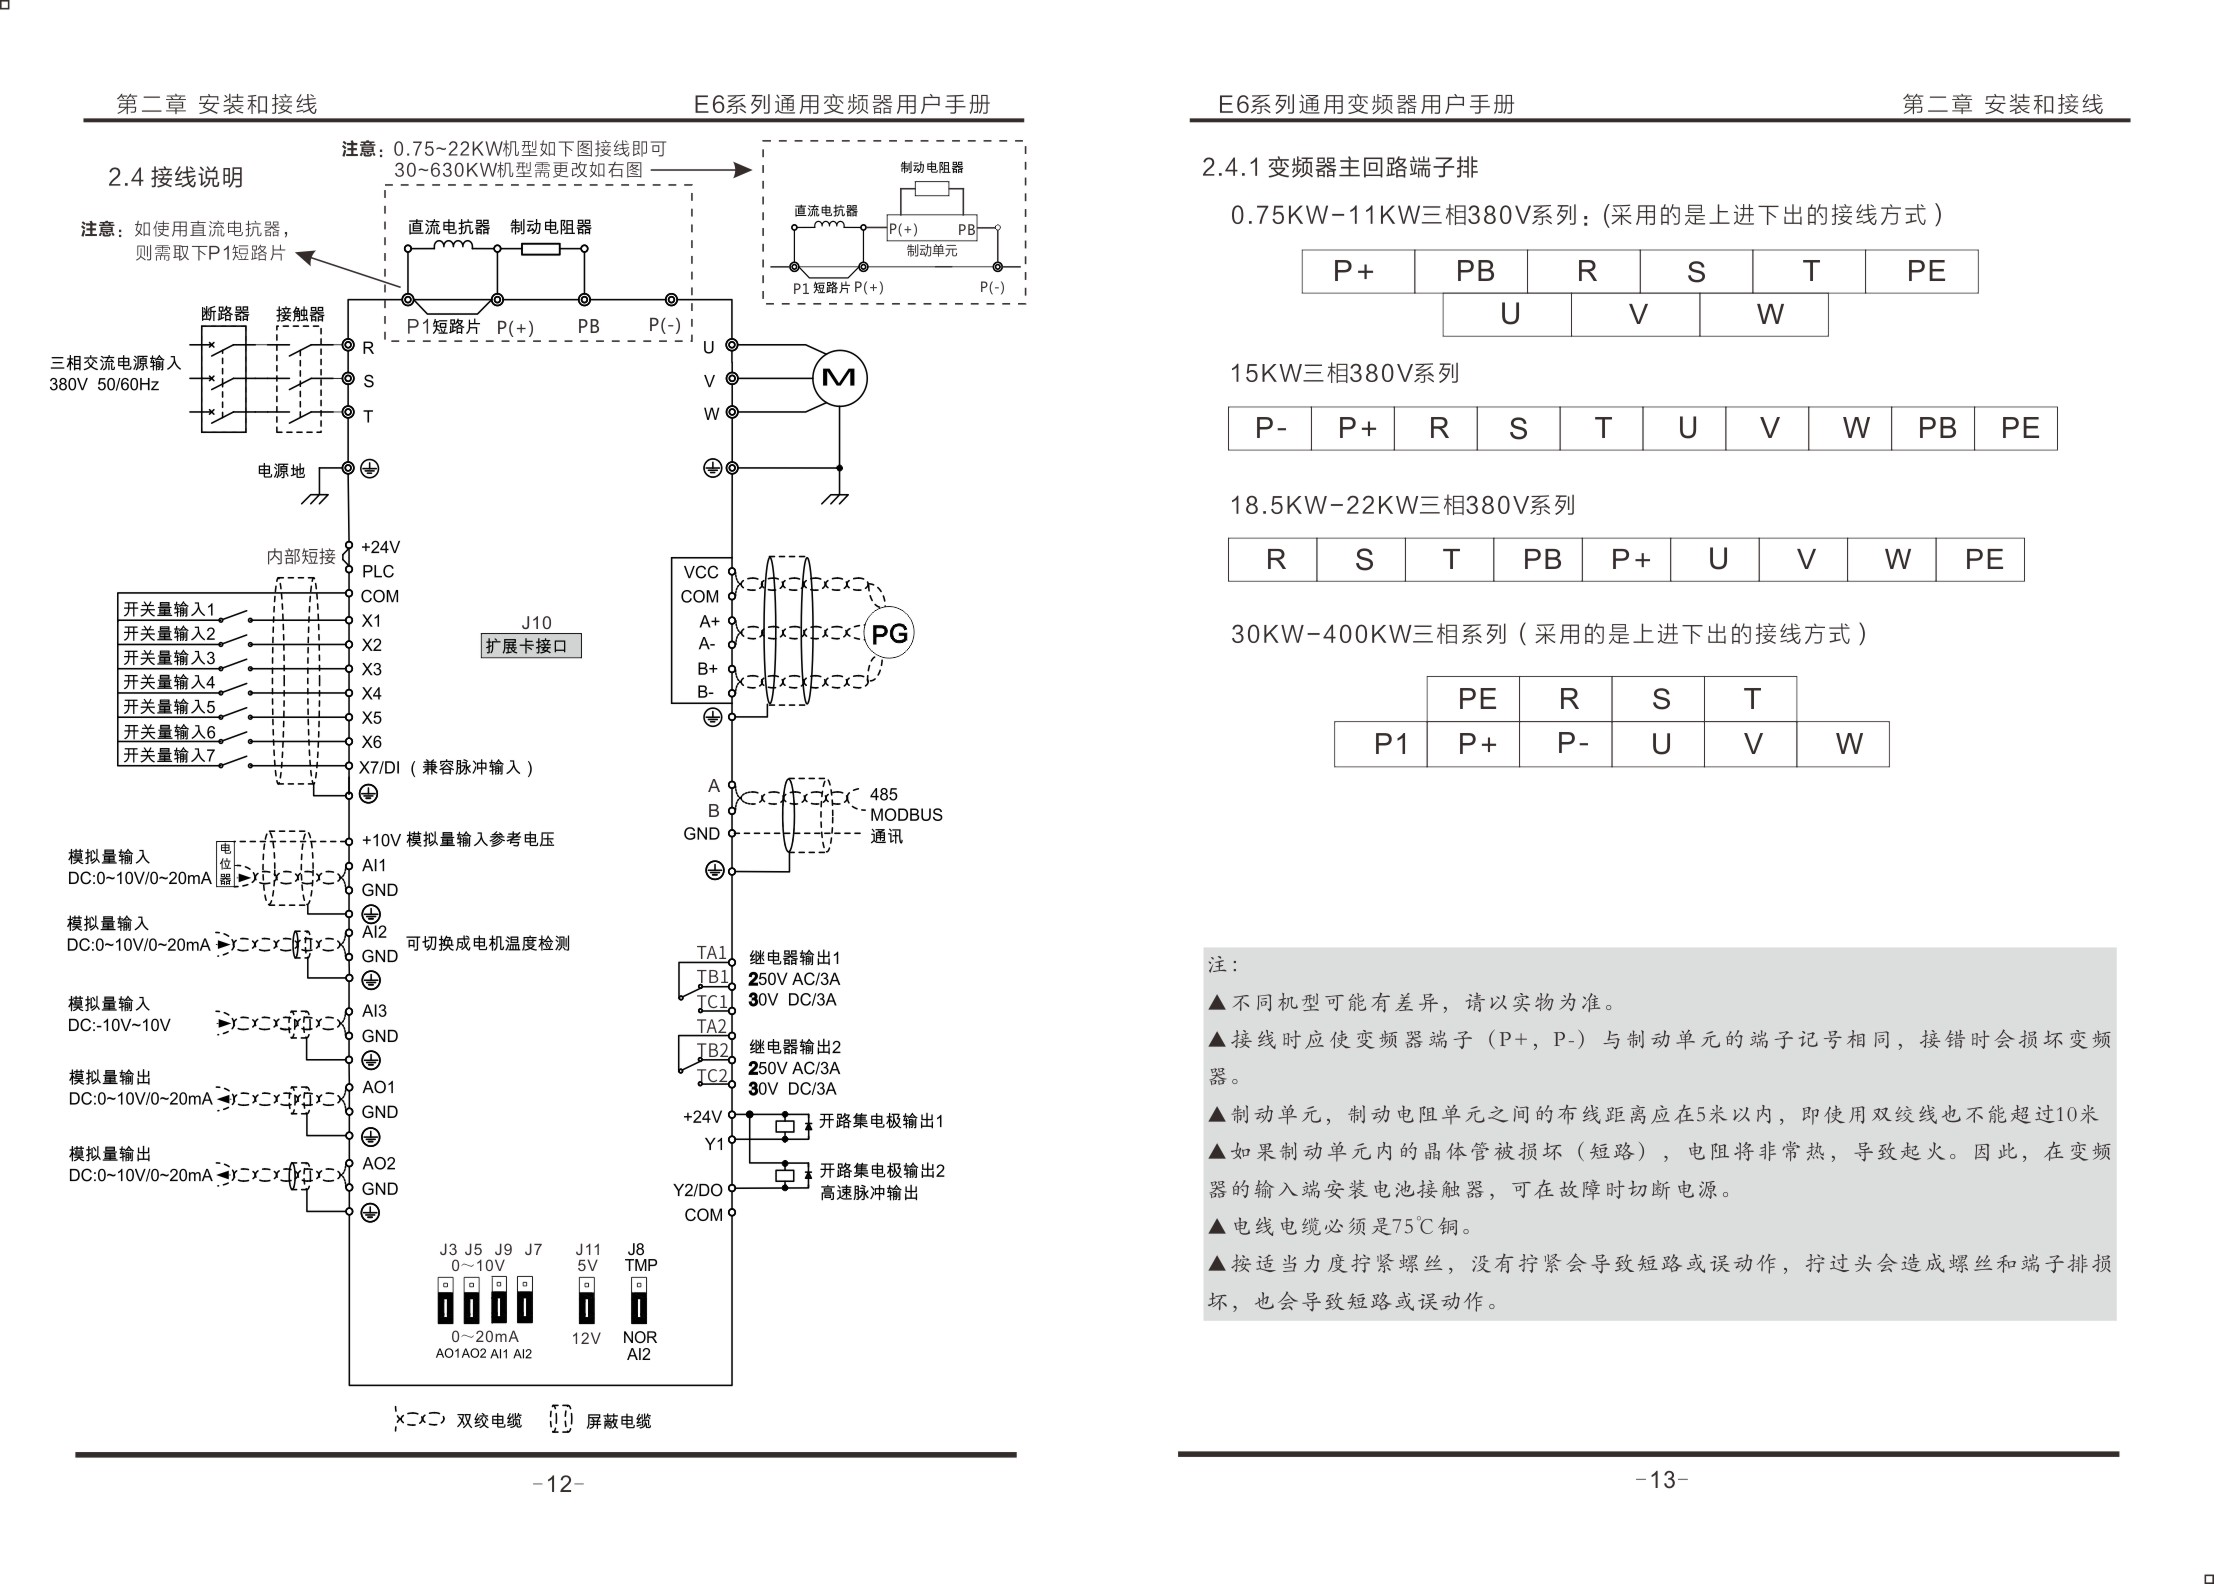 第二章 安装和接线
E6系列通用变频器用户手册
2.4 接线说明
注意：0.75~22KW机型如下图接线即可
30~630KW机型需更改如右图
注意：如使用直流电抗器，
则需取下P1短路片
直流电抗器
制动电阻器
P1短路片
P(+)
PB
P(-)
制动电阻器
直流电抗器
P(+)
PB
制动单元
P1 短路片 P(+)
P(-)
断路器
接触器
三相交流电源输入
380V 50/60Hz
R
S
T
电源地
U
V
W
M
内部短接
+24V
PLC
COM
开关量输入1
X1
开关量输入2
X2
开关量输入3
X3
开关量输入4
X4
开关量输入5
X5
开关量输入6
X6
开关量输入7
X7/DI（兼容脉冲输入）
J10
扩展卡接口
VCC
COM
A+
A-
B+
B-
PG
A
B
GND
485
MODBUS
通讯
电位器
+10V 模拟量输入参考电压
模拟量输入
DC:0~10V/0~20mA
AI1
GND
模拟量输入
DC:0~10V/0~20mA
AI2
可切换成电机温度检测
GND
模拟量输入
DC:-10V~10V
AI3
GND
模拟量输出
DC:0~10V/0~20mA
AO1
GND
模拟量输出
DC:0~10V/0~20mA
AO2
GND
TA1
TB1
TC1
继电器输出1
250V AC/3A
30V DC/3A
TA2
TB2
TC2
继电器输出2
250V AC/3A
30V DC/3A
+24V
Y1
开路集电极输出1
Y2/DO
开路集电极输出2
高速脉冲输出
COM
J3 J5 J9 J7
0～10V
0～20mA
AO1 AO2 AI1 AI2
J11
5V
12V
J8
TMP
NOR
AI2
双绞电缆
屏蔽电缆
-12-
E6系列通用变频器用户手册
第二章 安装和接线
2.4.1 变频器主回路端子排
0.75KW-11KW三相380V系列：(采用的是上进下出的接线方式)
P+ PB R S T PE
U V W
15KW三相380V系列
P- P+ R S T U V W PB PE
18.5KW-22KW三相380V系列
R S T PB P+ U V W PE
30KW-400KW三相系列（采用的是上进下出的接线方式）
PE R S T
P1 P+ P- U V W
注：
▲不同机型可能有差异，请以实物为准。
▲接线时应使变频器端子（P+，P-）与制动单元的端子记号相同，接错时会损坏变频
器。
▲制动单元，制动电阻单元之间的布线距离应在5米以内，即使用双绞线也不能超过10米
▲如果制动单元内的晶体管被损坏（短路），电阻将非常热，导致起火。因此，在变频
器的输入端安装电池接触器，可在故障时切断电源。
▲电线电缆必须是75℃铜。
▲按适当力度拧紧螺丝，没有拧紧会导致短路或误动作，拧过头会造成螺丝和端子排损
坏，也会导致短路或误动作。
-13-